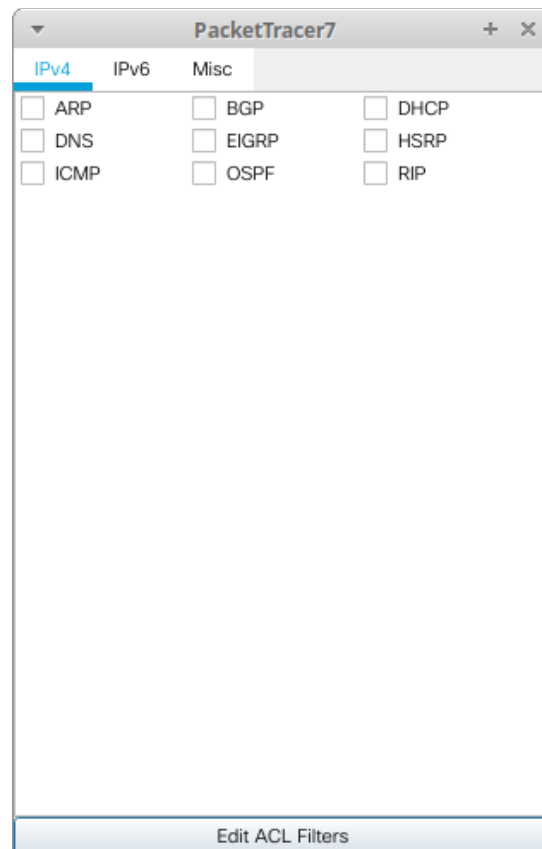 PacketTracer7
IPv4 IPv6 Misc
ARP BGP DHCP
DNS EIGRP HSRP
ICMP OSPF RIP
Edit ACL Filters